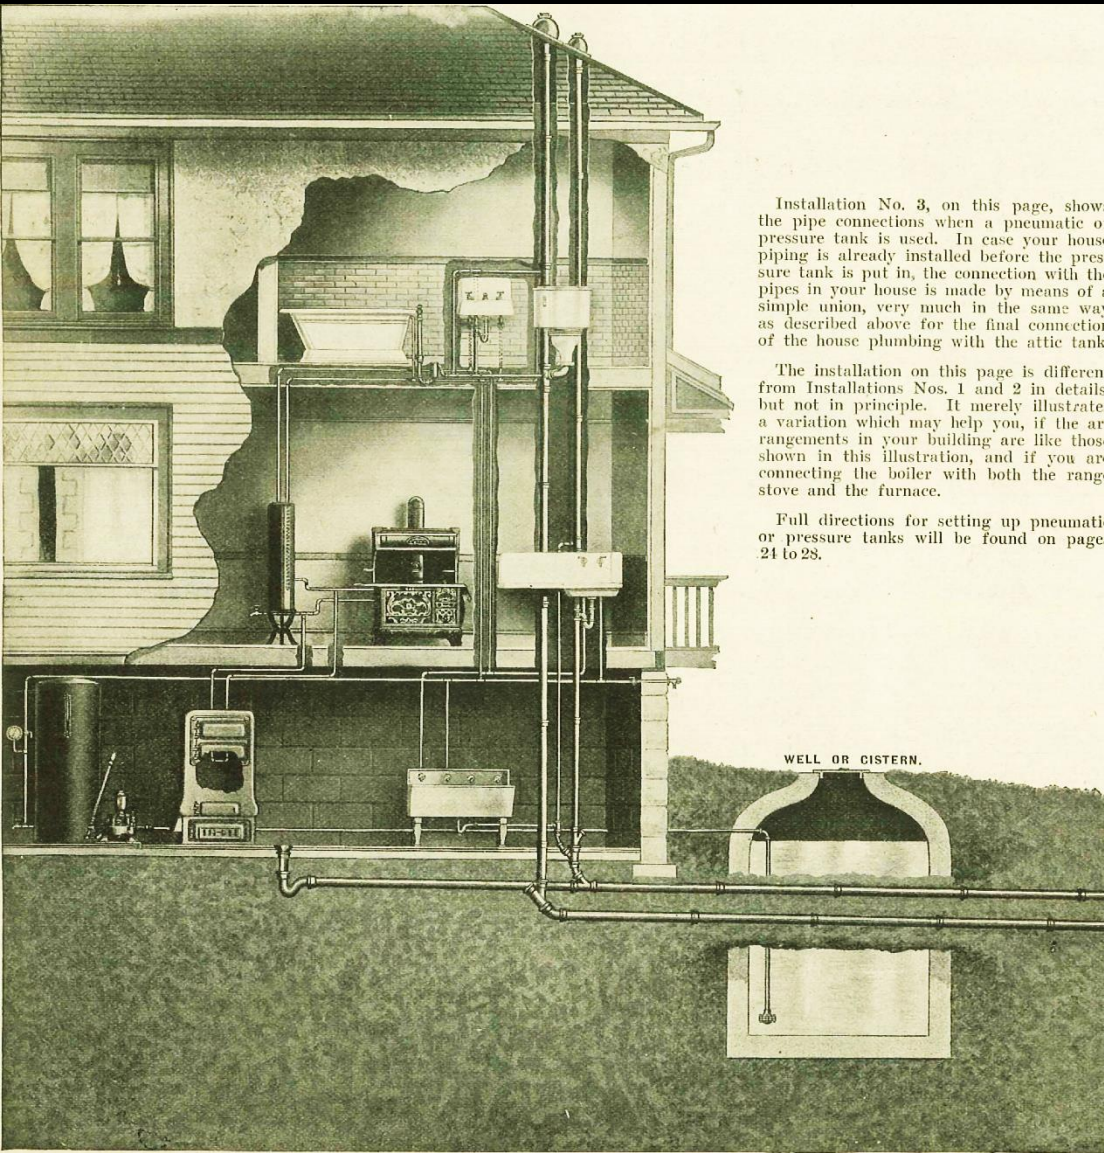 Installation No. 3, on this page, shows
the pipe connections when a pneumatic o
pressure tank is used. In case your house
piping is already installed before the pres
sure tank is put in, the connection with the
pipes in your house is made by means of a
simple union, very much in the same way
as described above for the final connection
of the house plumbing with the attic tank
The installation on this page is differen
from Installations Nos. 1 and 2 in details
but not in principle. It merely illustrate
a variation which may help you, if the ar
rangements in your building are like those
shown in this illustration, and if you are
connecting the boiler with both the range
stove and the furnace.
Full directions for setting up pneumati
or pressure tanks will be found on page
24 to 28.
WELL OR CISTERN.